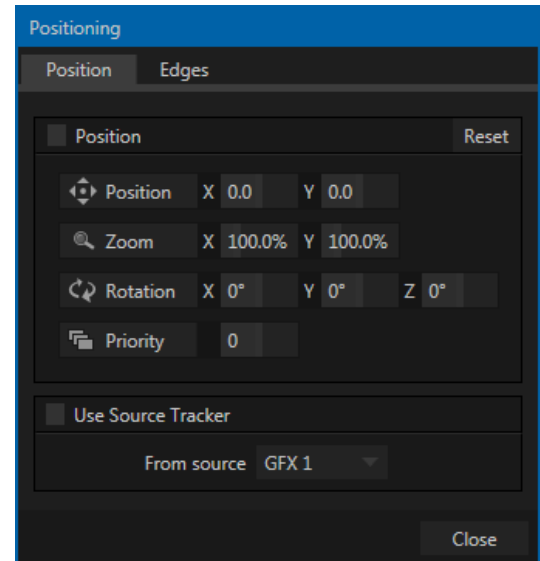 Positioning
Position Edges
Position Reset
Position X 0.0 Y 0.0
Zoom X 100.0% Y 100.0%
Rotation X 0° Y 0° Z 0°
Priority 0
Use Source Tracker
From source GFX 1
Close